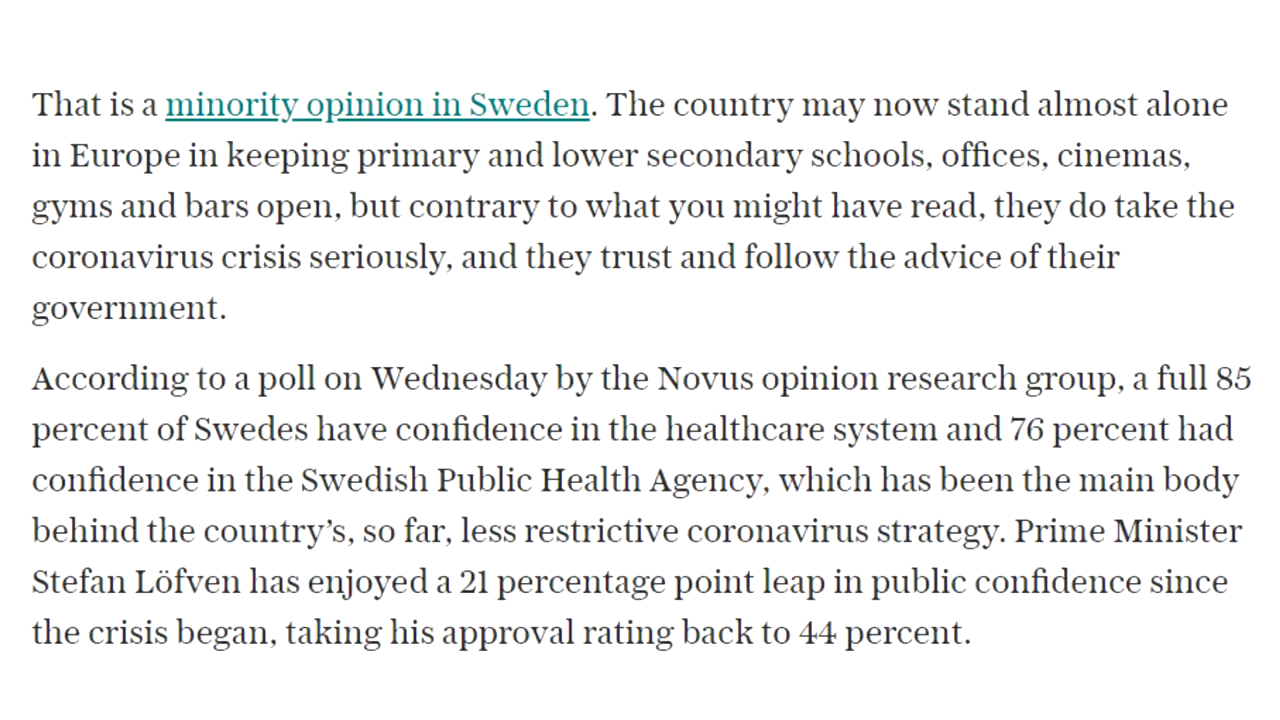 That is a minority opinion in Sweden. The country may now stand almost alone
in Europe in keeping primary and lower secondary schools, offices, cinemas,
gyms and bars open, but contrary to what you might have read, they do take the
coronavirus crisis seriously, and they trust and follow the advice of their
government.
According to a poll on Wednesday by the Novus opinion research group, a full 85
percent of Swedes have confidence in the healthcare system and 76 percent had
confidence in the Swedish Public Health Agency, which has been the main body
behind the country’s, so far, less restrictive coronavirus strategy. Prime Minister
Stefan Löfven has enjoyed a 21 percentage point leap in public confidence since
the crisis began, taking his approval rating back to 44 percent.